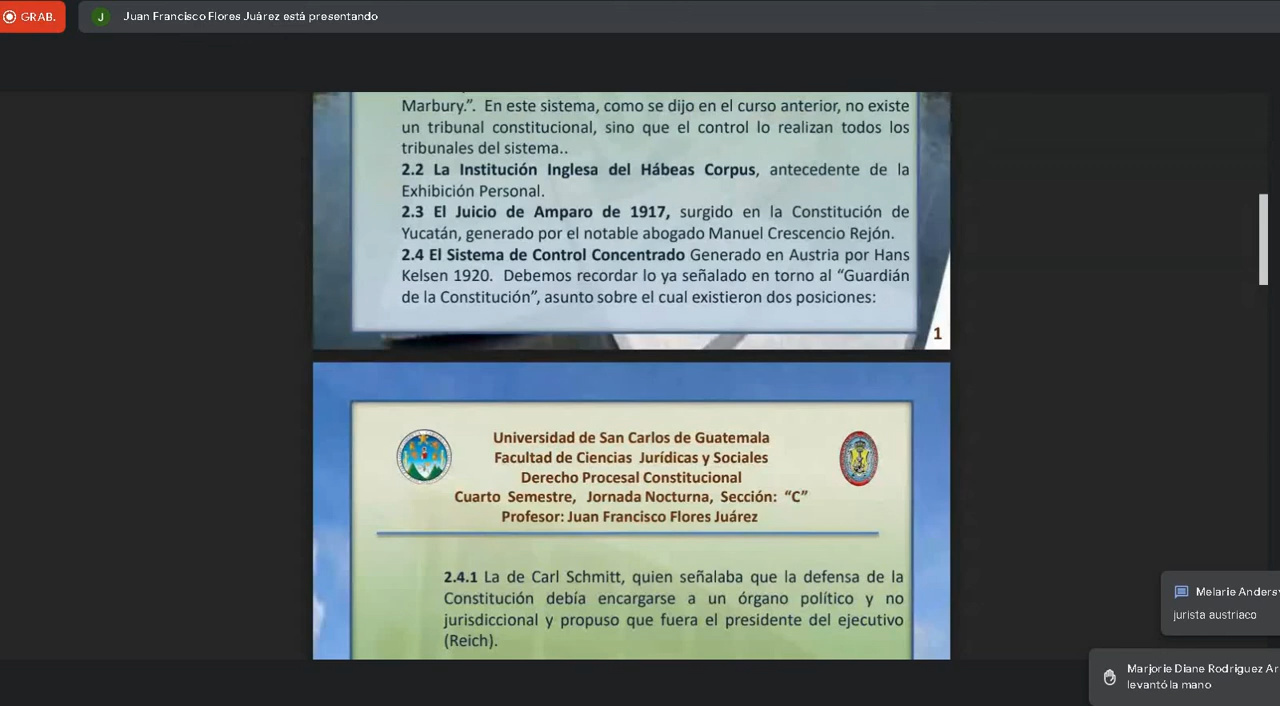 GRAB.
J
Juan Francisco Flores Juárez está presentando
Marbury.”. En este sistema, como se dijo en el curso anterior, no existe
un tribunal constitucional, sino que el control lo realizan todos los
tribunales del sistema..
2.2 La Institución Inglesa del Hábeas Corpus, antecedente de la
Exhibición Personal.
2.3 El Juicio de Amparo de 1917, surgido en la Constitución de
Yucatán, generado por el notable abogado Manuel Crescencio Rejón.
2.4 El Sistema de Control Concentrado Generado en Austria por Hans
Kelsen 1920. Debemos recordar lo ya señalado en torno al “Guardián
de la Constitución”, asunto sobre el cual existieron dos posiciones:
1
Universidad de San Carlos de Guatemala
Facultad de Ciencias Jurídicas y Sociales
Derecho Procesal Constitucional
Cuarto Semestre, Jornada Nocturna, Sección: “C”
Profesor: Juan Francisco Flores Juárez
2.4.1 La de Carl Schmitt, quien señalaba que la defensa de la
Constitución debía encargarse a un órgano político y no
jurisdiccional y propuso que fuera el presidente del ejecutivo
(Reich).
Melarie Anders
jurista austriaco
Marjorie Diane Rodriguez Ar
levantó la mano